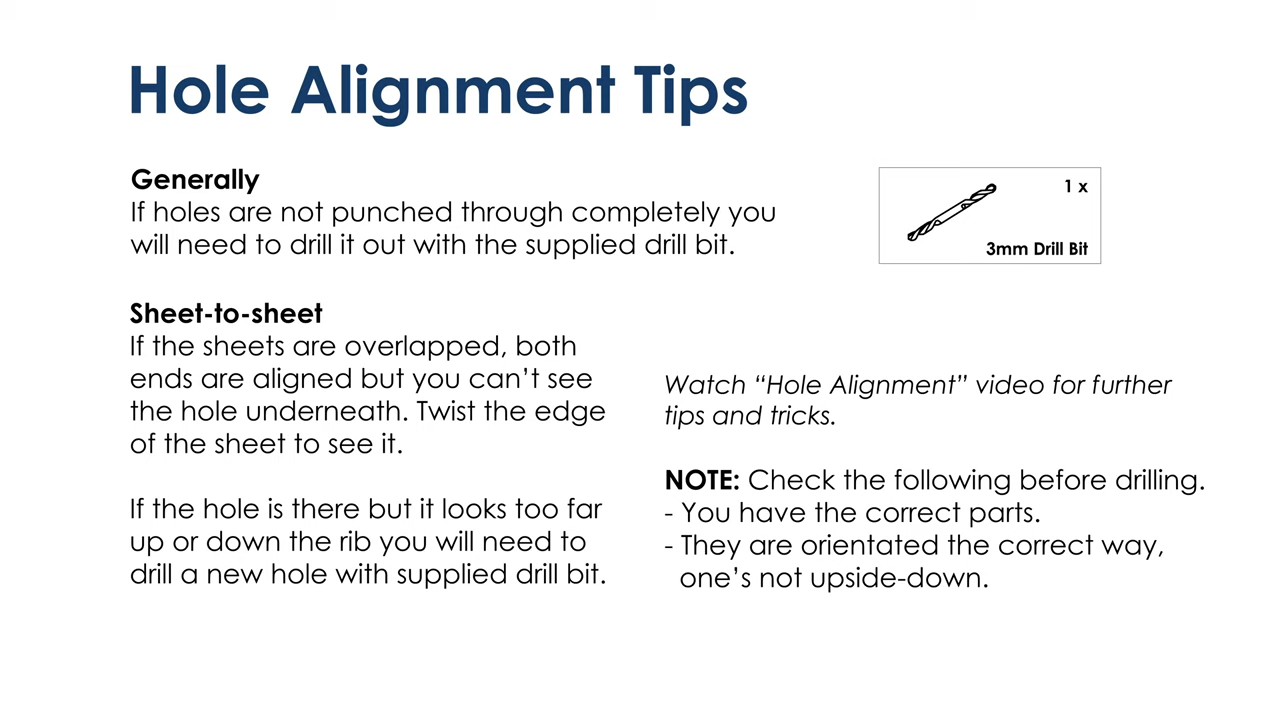 Hole Alignment Tips
Generally
If holes are not punched through completely you
will need to drill it out with the supplied drill bit.
1 x
3mm Drill Bit
Sheet-to-sheet
If the sheets are overlapped, both
ends are aligned but you can’t see
the hole underneath. Twist the edge
of the sheet to see it.
If the hole is there but it looks too far
up or down the rib you will need to
drill a new hole with supplied drill bit.
Watch “Hole Alignment” video for further
tips and tricks.
NOTE: Check the following before drilling.
- You have the correct parts.
- They are orientated the correct way,
one’s not upside-down.